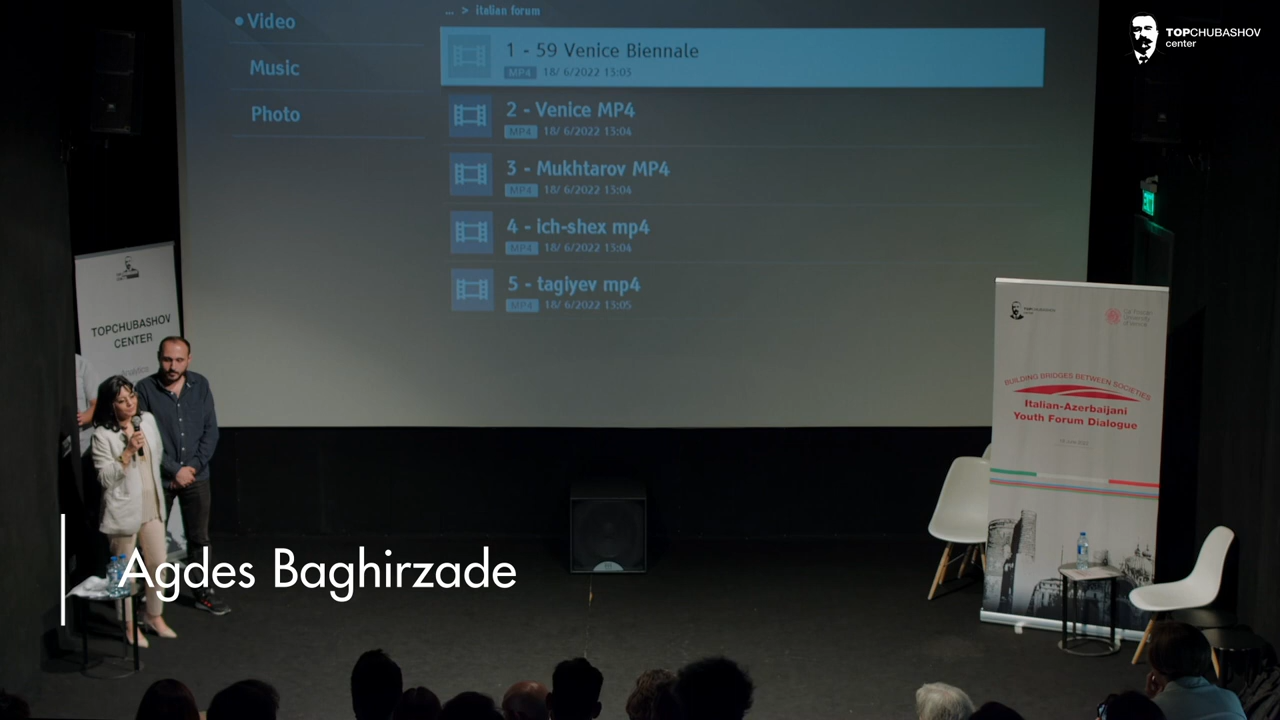 Video
Music
Photo
... > italian forum
1 - 59 Venice Biennale
MP4 18/ 6/2022 13:03
2 - Venice MP4
MP4 18/ 6/2022 13:04
3 - Mukhtarov MP4
MP4 18/ 6/2022 13:04
4 - ich-shex mp4
MP4 18/ 6/2022 13:04
5 - tagiyev mp4
MP4 18/ 6/2022 13:05
TOPCHUBASHOV
center
TOPCHUBASHOV
CENTER
BUILDING BRIDGES BETWEEN SOCIETIES
Italian-Azerbaijani
Youth Forum Dialogue
Agdes Baghirzade